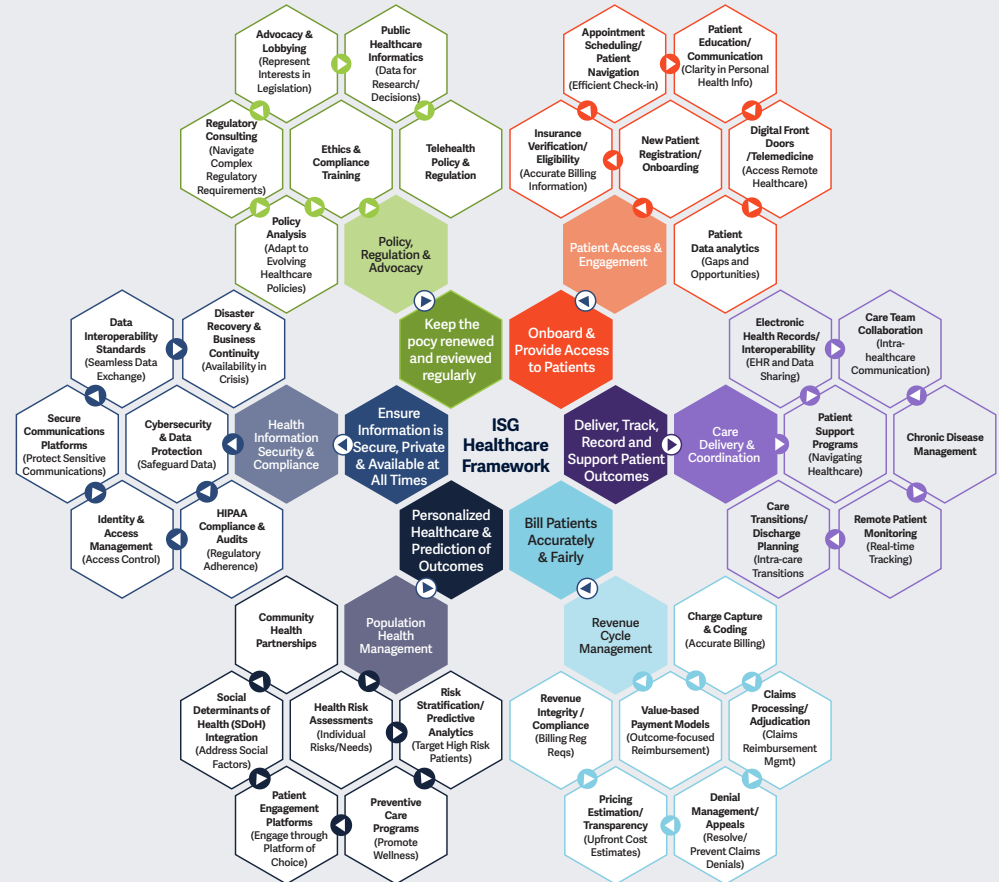 Advocacy &
Lobbying
(Represent
Interests in
Legislation)
Public
Healthcare
Informatics
(Data for
Research/
Decisions)
Regulatory
Consulting
(Navigate
Complex
Regulatory
Requirements)
Ethics &
Compliance
Training
Telehealth
Policy &
Regulation
Policy
Analysis
(Adapt to
Evolving
Healthcare
Policies)
Policy,
Regulation &
Advocacy
Keep the
pocy renewed
and reviewed
regularly
Appointment
Scheduling/
Patient
Navigation
(Efficient Check-in)
Patient
Education/
Communication
(Clarity in Personal
Health Info)
Insurance
Verification/
Eligibility
(Accurate Billing
Information)
New Patient
Registration/
Onboarding
Digital Front
Doors
/Telemedicine
(Access Remote
Healthcare)
Patient Access &
Engagement
Patient
Data analytics
(Gaps and
Opportunities)
Onboard &
Provide Access
to Patients
Data
Interoperability
Standards
(Seamless Data
Exchange)
Disaster
Recovery &
Business
Continuity
(Availability in
Crisis)
Secure
Communications
Platforms
(Protect Sensitive
Communications)
Cybersecurity
& Data
Protection
(Safeguard Data)
Health
Information
Security &
Compliance
Ensure
Information is
Secure, Private
& Available at
All Times
Identity &
Access
Management
(Access Control)
HIPAA
Compliance &
Audits
(Regulatory
Adherence)
ISG
Healthcare
Framework
Electronic
Health Records/
Interoperability
(EHR and Data
Sharing)
Care Team
Collaboration
(Intra-
healthcare
Communication)
Deliver, Track,
Record and
Support Patient
Outcomes
Care
Delivery &
Coordination
Patient
Support
Programs
(Navigating
Healthcare)
Chronic Disease
Management
Care
Transitions/
Discharge
Planning
(Intra-care
Transitions
Remote Patient
Monitoring
(Real-time
Tracking)
Personalized
Healthcare &
Prediction of
Outcomes
Bill Patients
Accurately
& Fairly
Community
Health
Partnerships
Population
Health
Management
Social
Determinants of
Health (SDoH)
Integration
(Address Social
Factors)
Health Risk
Assessments
(Individual
Risks/Needs)
Risk
Stratification/
Predictive
Analytics
(Target High Risk
Patients)
Patient
Engagement
Platforms
(Engage through
Platform of
Choice)
Preventive
Care
Programs
(Promote
Wellness)
Revenue
Cycle
Management
Charge Capture
& Coding
(Accurate Billing)
Revenue
Integrity /
Compliance
(Billing Reg
Reqs)
Value-based
Payment Models
(Outcome-focused
Reimbursement)
Claims
Processing/
Adjudication
(Claims
Reimbursement
Mgmt)
Pricing
Estimation/
Transparency
(Upfront Cost
Estimates)
Denial
Management/
Appeals
(Resolve/
Prevent Claims
Denials)